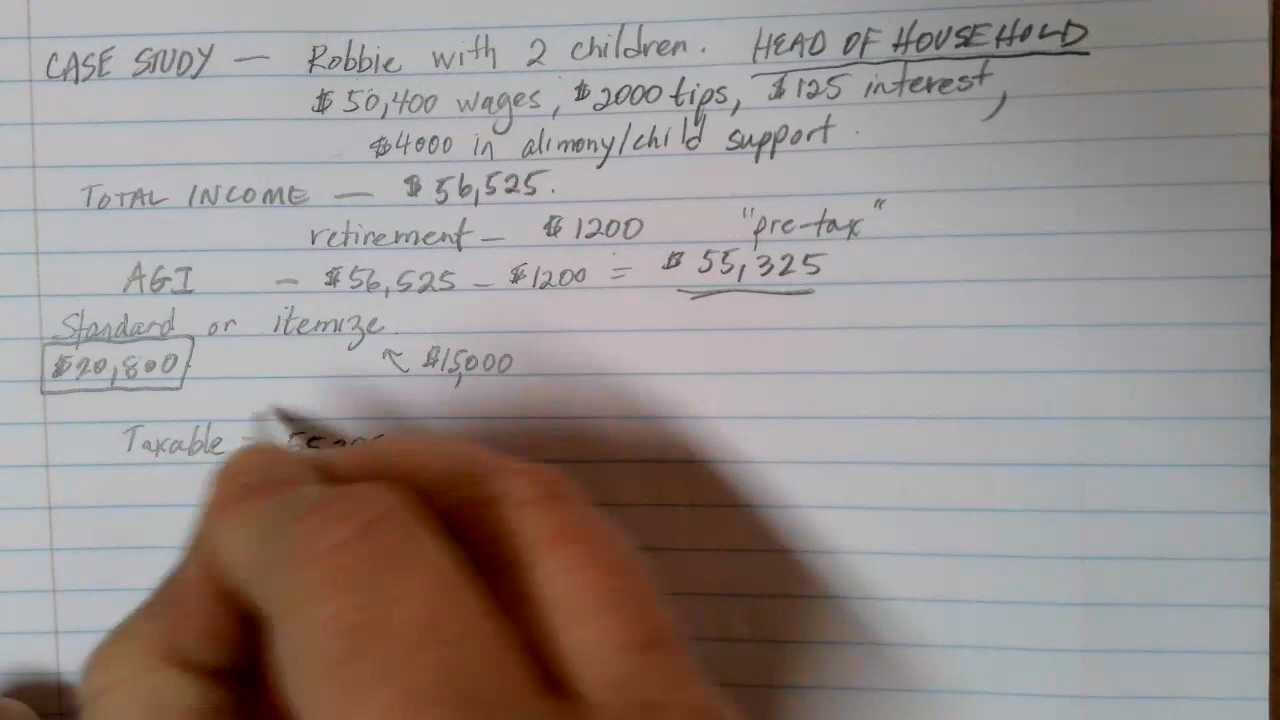 CASE STUDY — Robbie with 2 children. HEAD OF HOUSEHOLD
$50,400 wages, $2000 tips, $125 interest,
$4000 in alimony/child support.
TOTAL INCOME — $56,525.
retirement — $1200 "pre-tax"
AGI - $56,525 - $1200 = $55,325
Standard or itemize.
$20,800 ↖ $15,000
Taxable